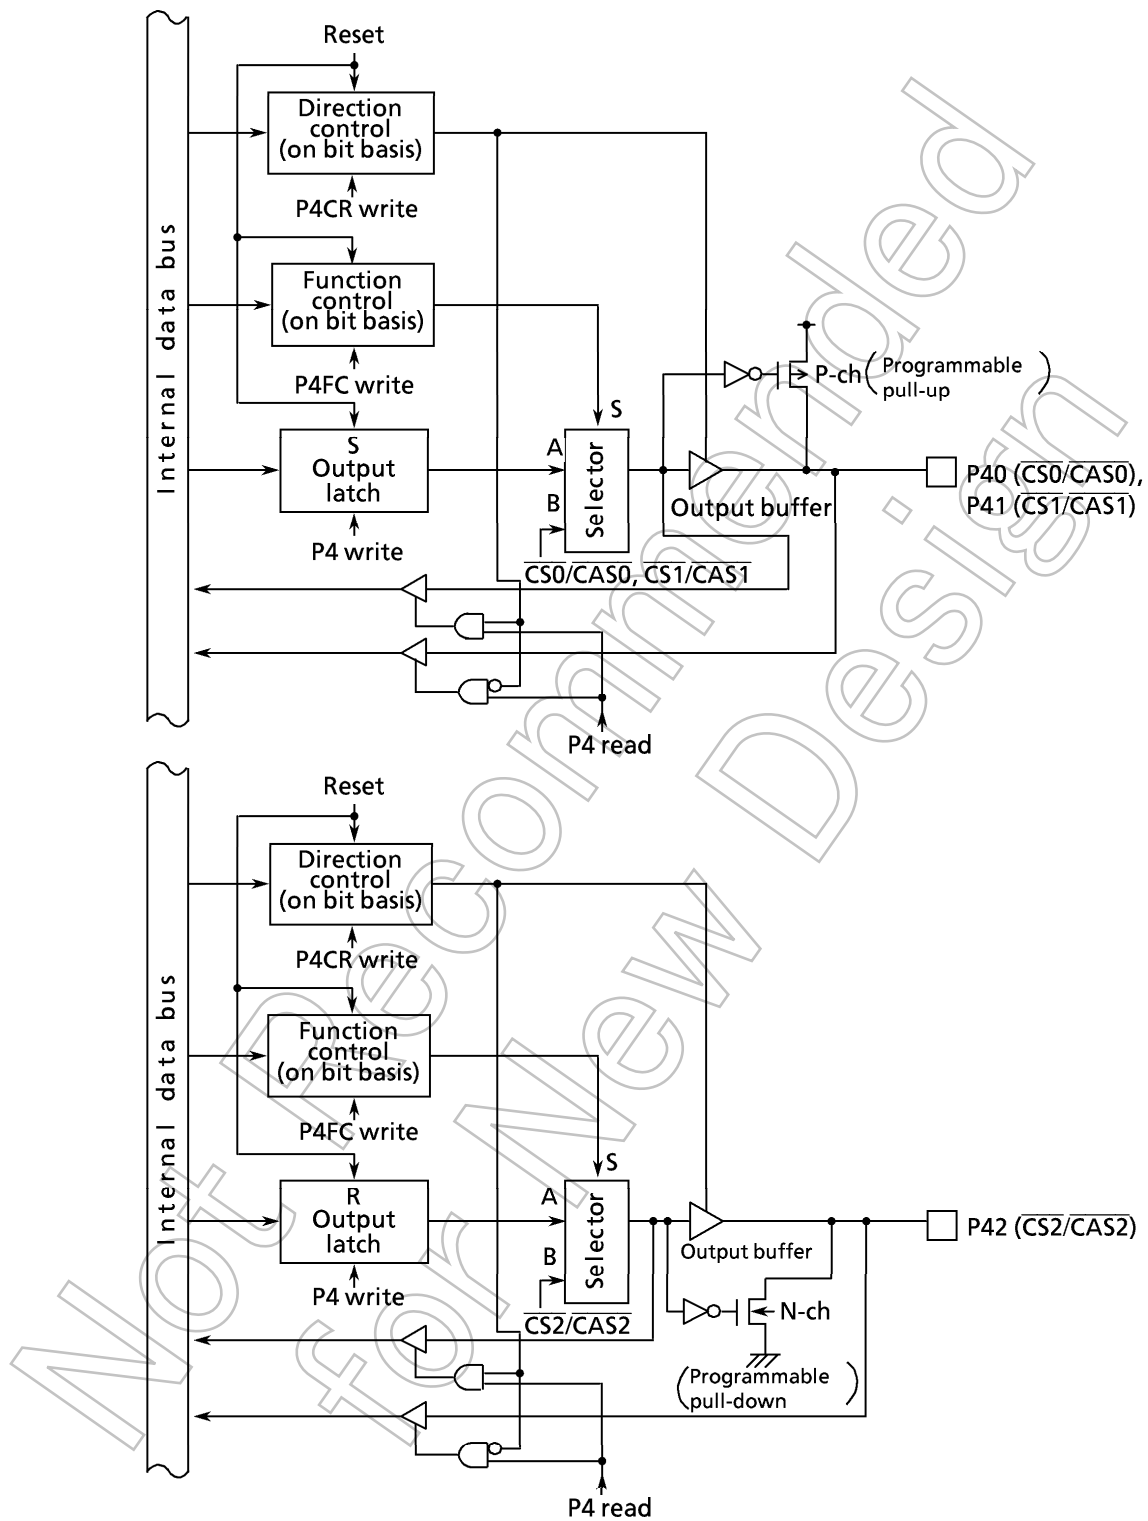 Reset
Direction
control
(on bit basis)
P4CR write
Internal data bus
Function
control
(on bit basis)
P4FC write
P-ch (Programmable
pull-up)
S
S
Output
latch
A
B
Selector
Output buffer
P40 (CS0/CAS0),
P41 (CS1/CAS1)
P4 write
CS0/CAS0, CS1/CAS1
P4 read
Reset
Direction
control
(on bit basis)
P4CR write
Internal data bus
Function
control
(on bit basis)
P4FC write
S
R
Output
latch
A
B
Selector
Output buffer
P42 (CS2/CAS2)
P4 write
CS2/CAS2
N-ch
(Programmable
pull-down)
P4 read
Not Recommended
for New Design